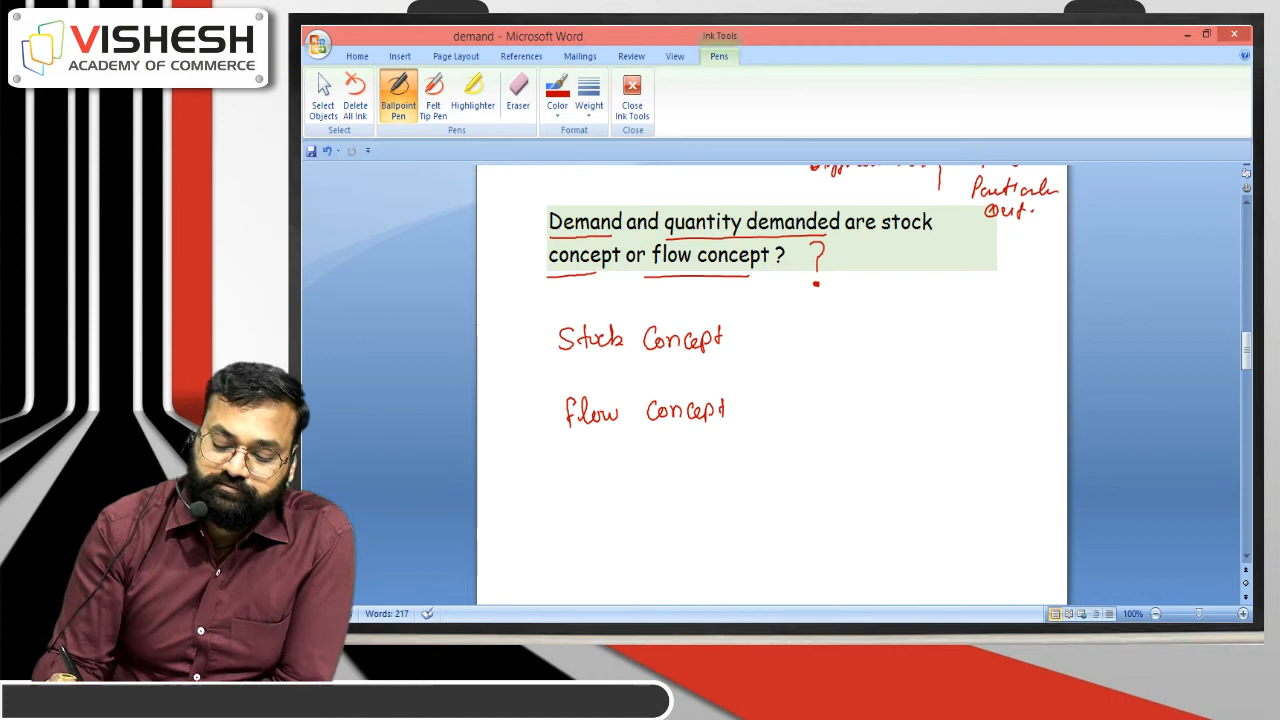 VISHESH
ACADEMY OF COMMERCE
demand - Microsoft Word
Ink Tools
Home Insert Page Layout References Mailings Review View Pens
Select Objects
Delete All Ink
Ballpoint Pen
Felt Tip Pen
Highlighter
Eraser
Color
Weight
Close Ink Tools
Select Pens Format Close
Particular
Demand and quantity demanded are stock
concept or flow concept ? ?
Stock Concept
flow concept
Words: 217
100%